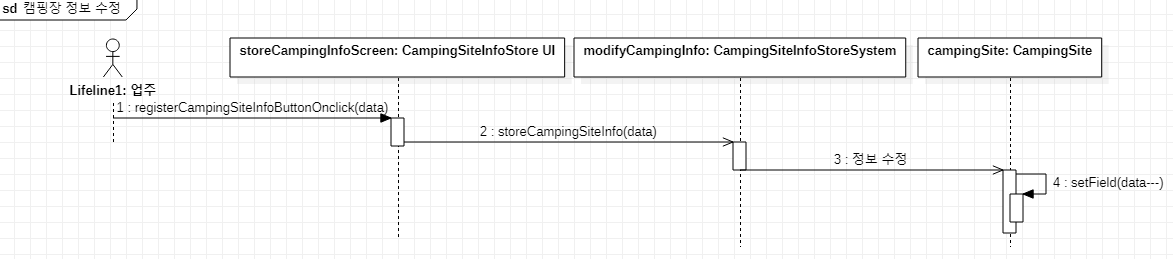 sd 캠핑장 정보 수정
storeCampingInfoScreen: CampingSiteInfoStore UI
modifyCampingInfo: CampingSiteInfoStoreSystem
campingSite: CampingSite
Lifeline1: 업주
1 : registerCampingSiteInfoButtonOnclick(data)
2 : storeCampingSiteInfo(data)
3 : 정보 수정
4 : setField(data---)